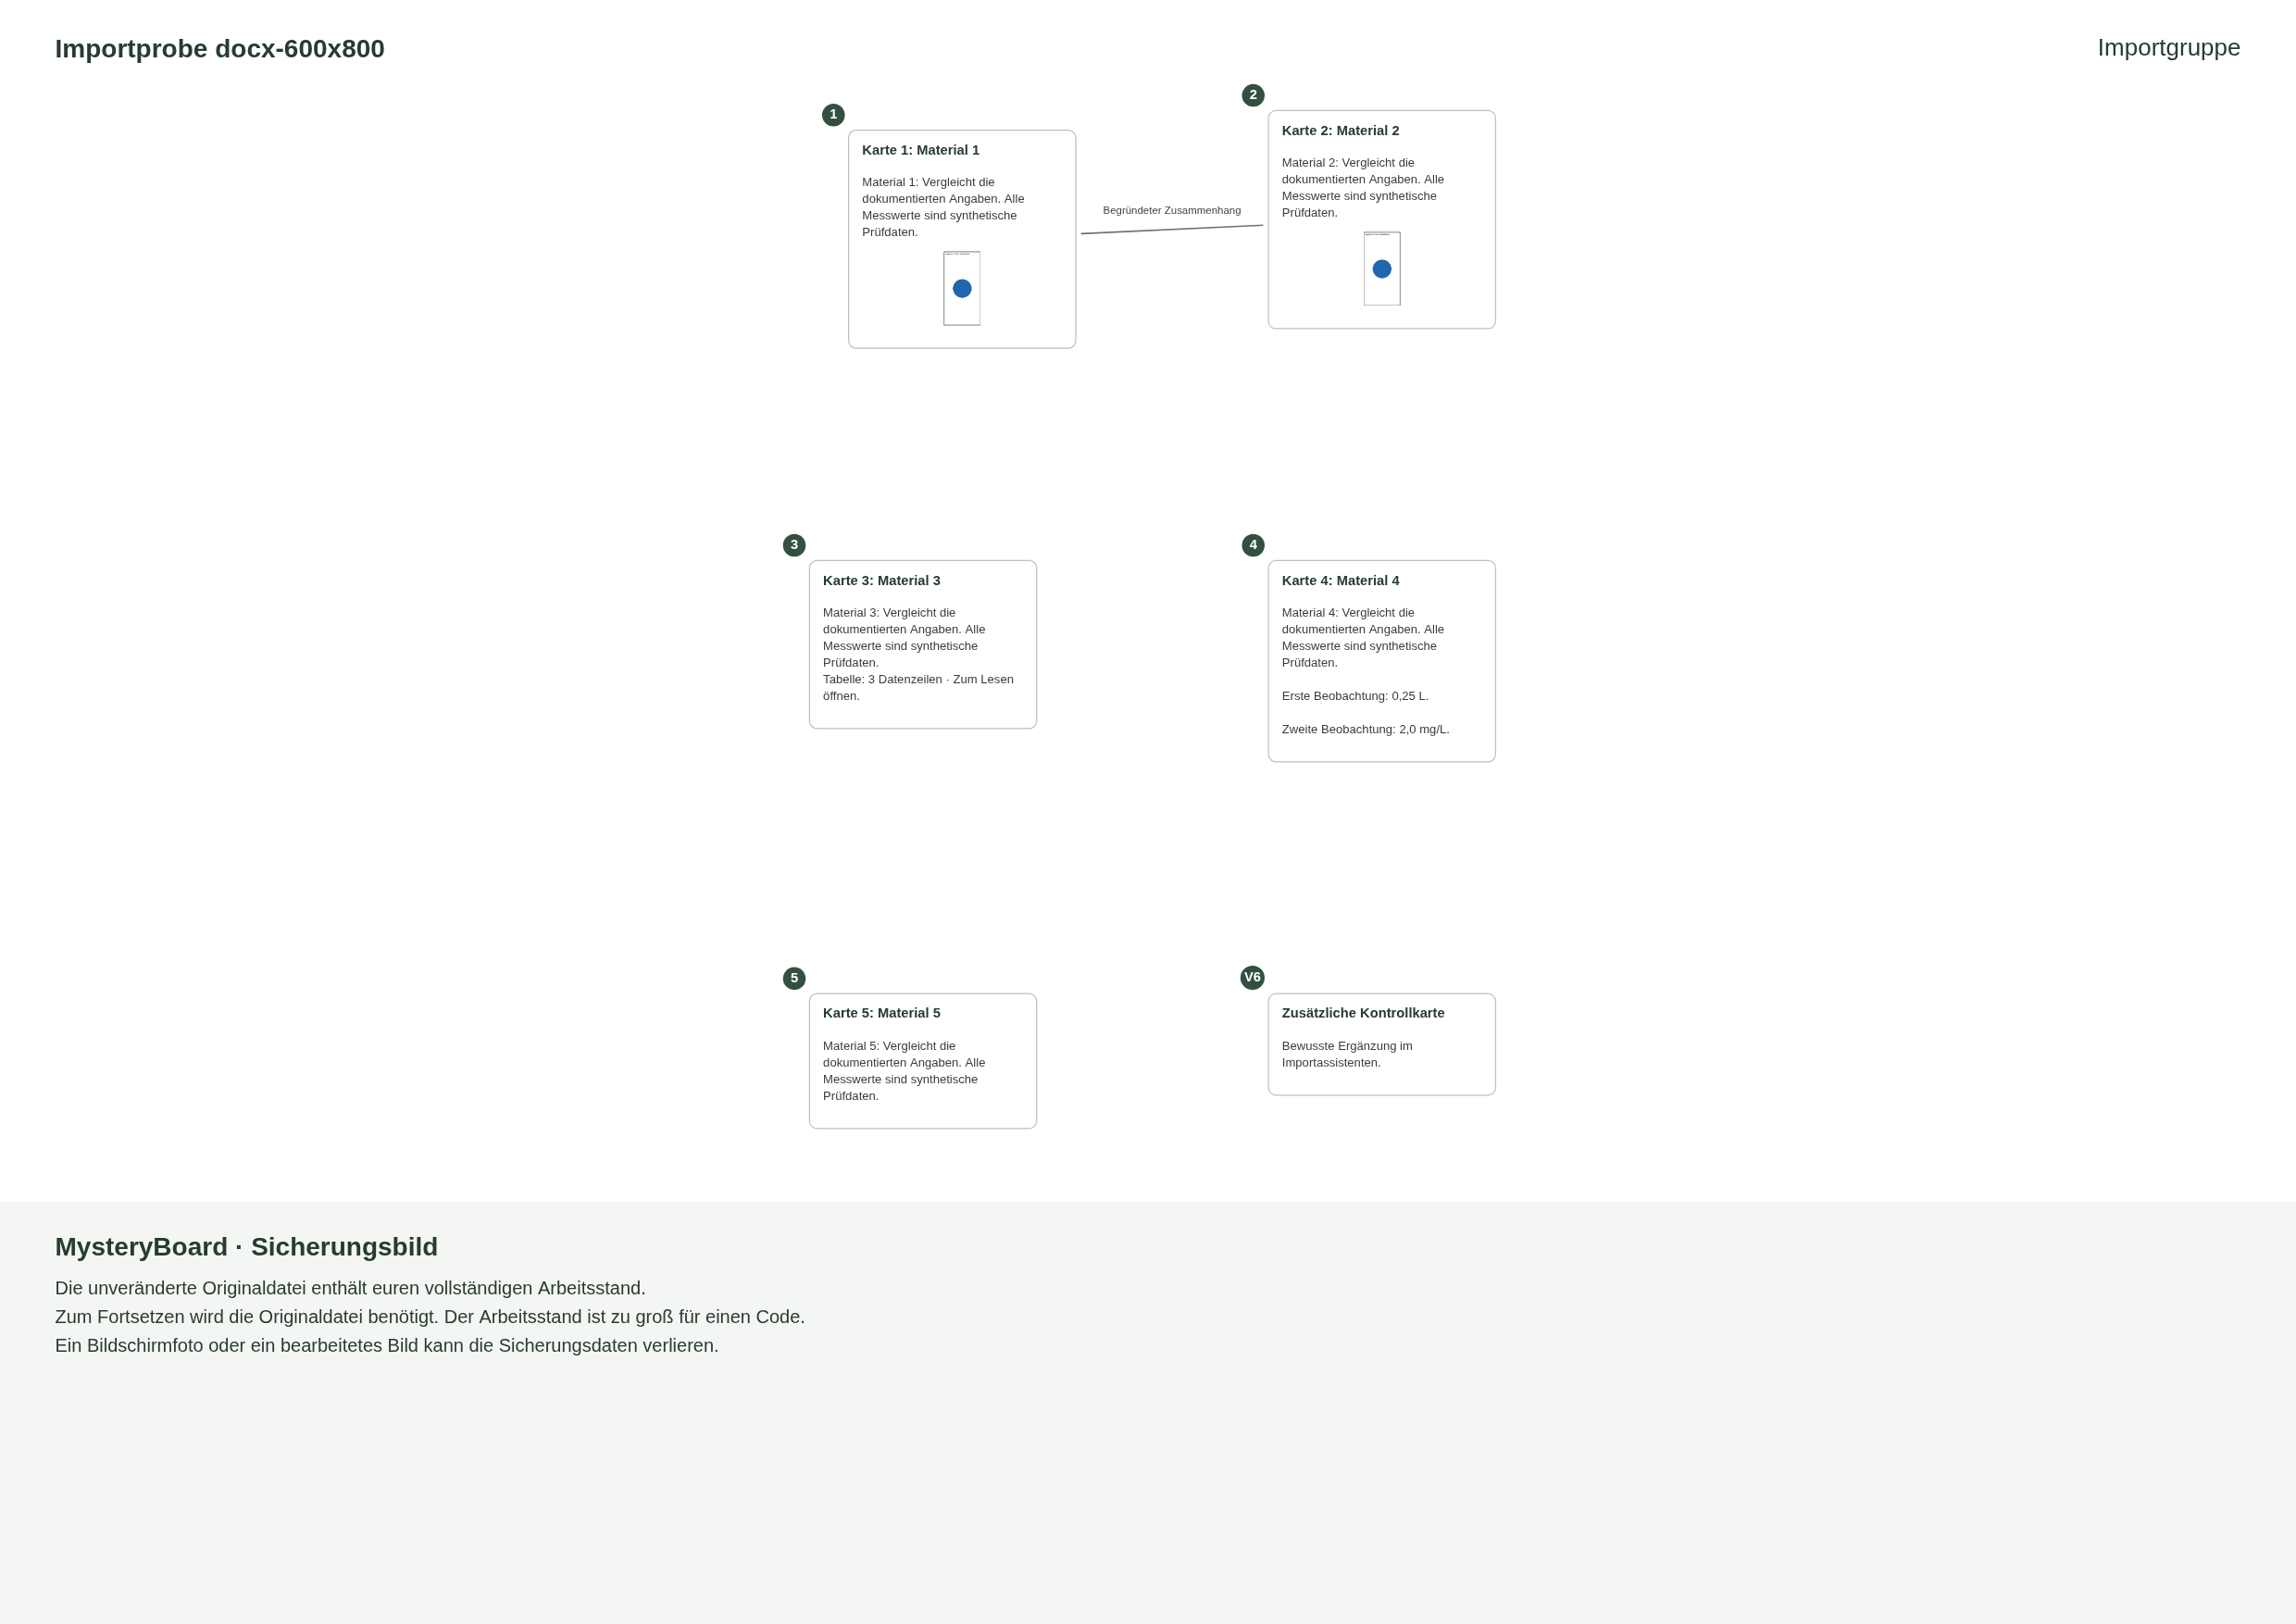 Importprobe docx-600x800
Importgruppe
1
Karte 1: Material 1
Material 1: Vergleicht die
dokumentierten Angaben. Alle
Messwerte sind synthetische
Prüfdaten.
Begründeter Zusammenhang
2
Karte 2: Material 2
Material 2: Vergleicht die
dokumentierten Angaben. Alle
Messwerte sind synthetische
Prüfdaten.
3
Karte 3: Material 3
Material 3: Vergleicht die
dokumentierten Angaben. Alle
Messwerte sind synthetische
Prüfdaten.
Tabelle: 3 Datenzeilen · Zum Lesen
öffnen.
4
Karte 4: Material 4
Material 4: Vergleicht die
dokumentierten Angaben. Alle
Messwerte sind synthetische
Prüfdaten.
Erste Beobachtung: 0,25 L.
Zweite Beobachtung: 2,0 mg/L.
5
Karte 5: Material 5
Material 5: Vergleicht die
dokumentierten Angaben. Alle
Messwerte sind synthetische
Prüfdaten.
V6
Zusätzliche Kontrollkarte
Bewusste Ergänzung im
Importassistenten.
MysteryBoard · Sicherungsbild
Die unveränderte Originaldatei enthält euren vollständigen Arbeitsstand.
Zum Fortsetzen wird die Originaldatei benötigt. Der Arbeitsstand ist zu groß für einen Code.
Ein Bildschirmfoto oder ein bearbeitetes Bild kann die Sicherungsdaten verlieren.